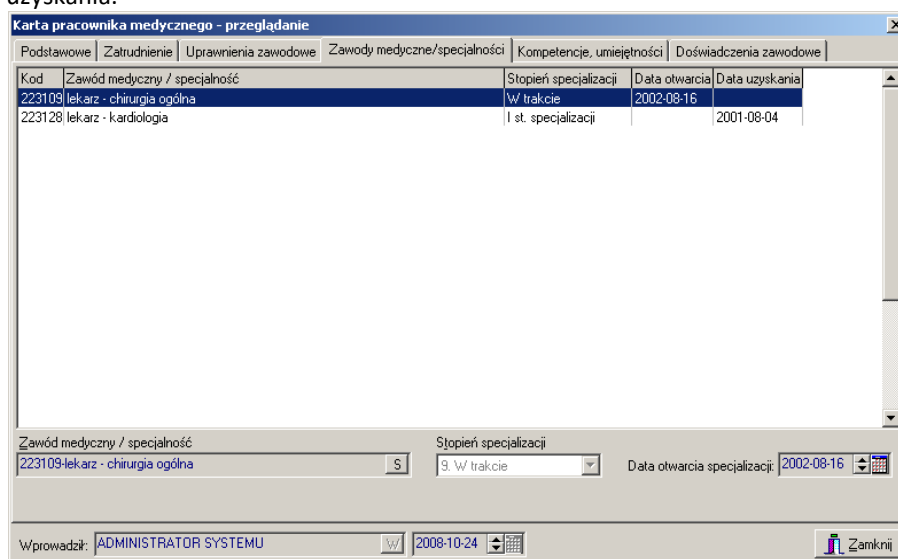 uzyskania.
Karta pracownika medycznego - przeglądanie
Podstawowe Zatrudnienie Uprawnienia zawodowe Zawody medyczne/specjalności Kompetencje, umiejętności Doświadczenia zawodowe
Kod Zawód medyczny / specjalność Stopień specjalizacji Data otwarcia Data uzyskania
223109 lekarz - chirurgia ogólna W trakcie 2002-08-16
223128 lekarz - kardiologia I st. specjalizacji 2001-08-04
Zawód medyczny / specjalność Stopień specjalizacji
223109-lekarz - chirurgia ogólna S 9. W trakcie Data otwarcia specjalizacji: 2002-08-16
Wprowadził: ADMINISTRATOR SYSTEMU W 2008-10-24 Zamknij